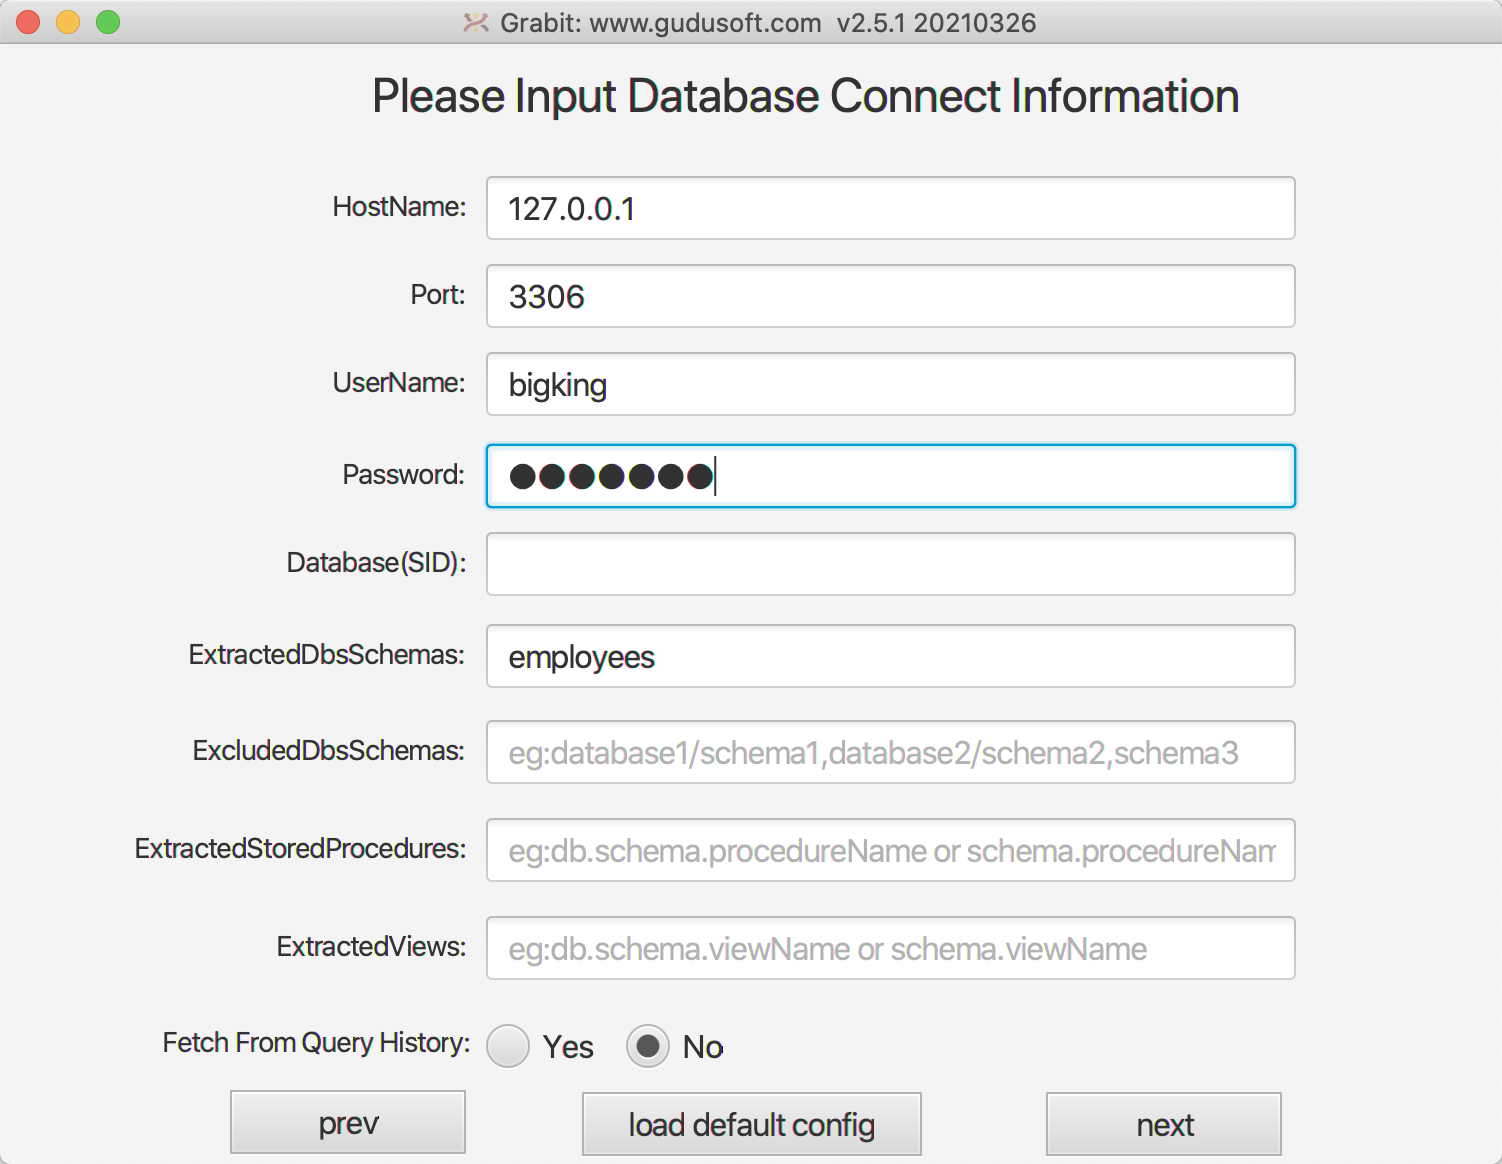 Grabit: www.gudusoft.com v2.5.1 20210326
Please Input Database Connect Information
HostName: 127.0.0.1
Port: 3306
UserName: bigking
Password: ●●●●●●●
Database(SID):
ExtractedDbsSchemas: employees
ExcludedDbsSchemas: eg:database1/schema1,database2/schema2,schema3
ExtractedStoredProcedures: eg:db.schema.procedureName or schema.procedureNam
ExtractedViews: eg:db.schema.viewName or schema.viewName
Fetch From Query History: Yes No
prev load default config next